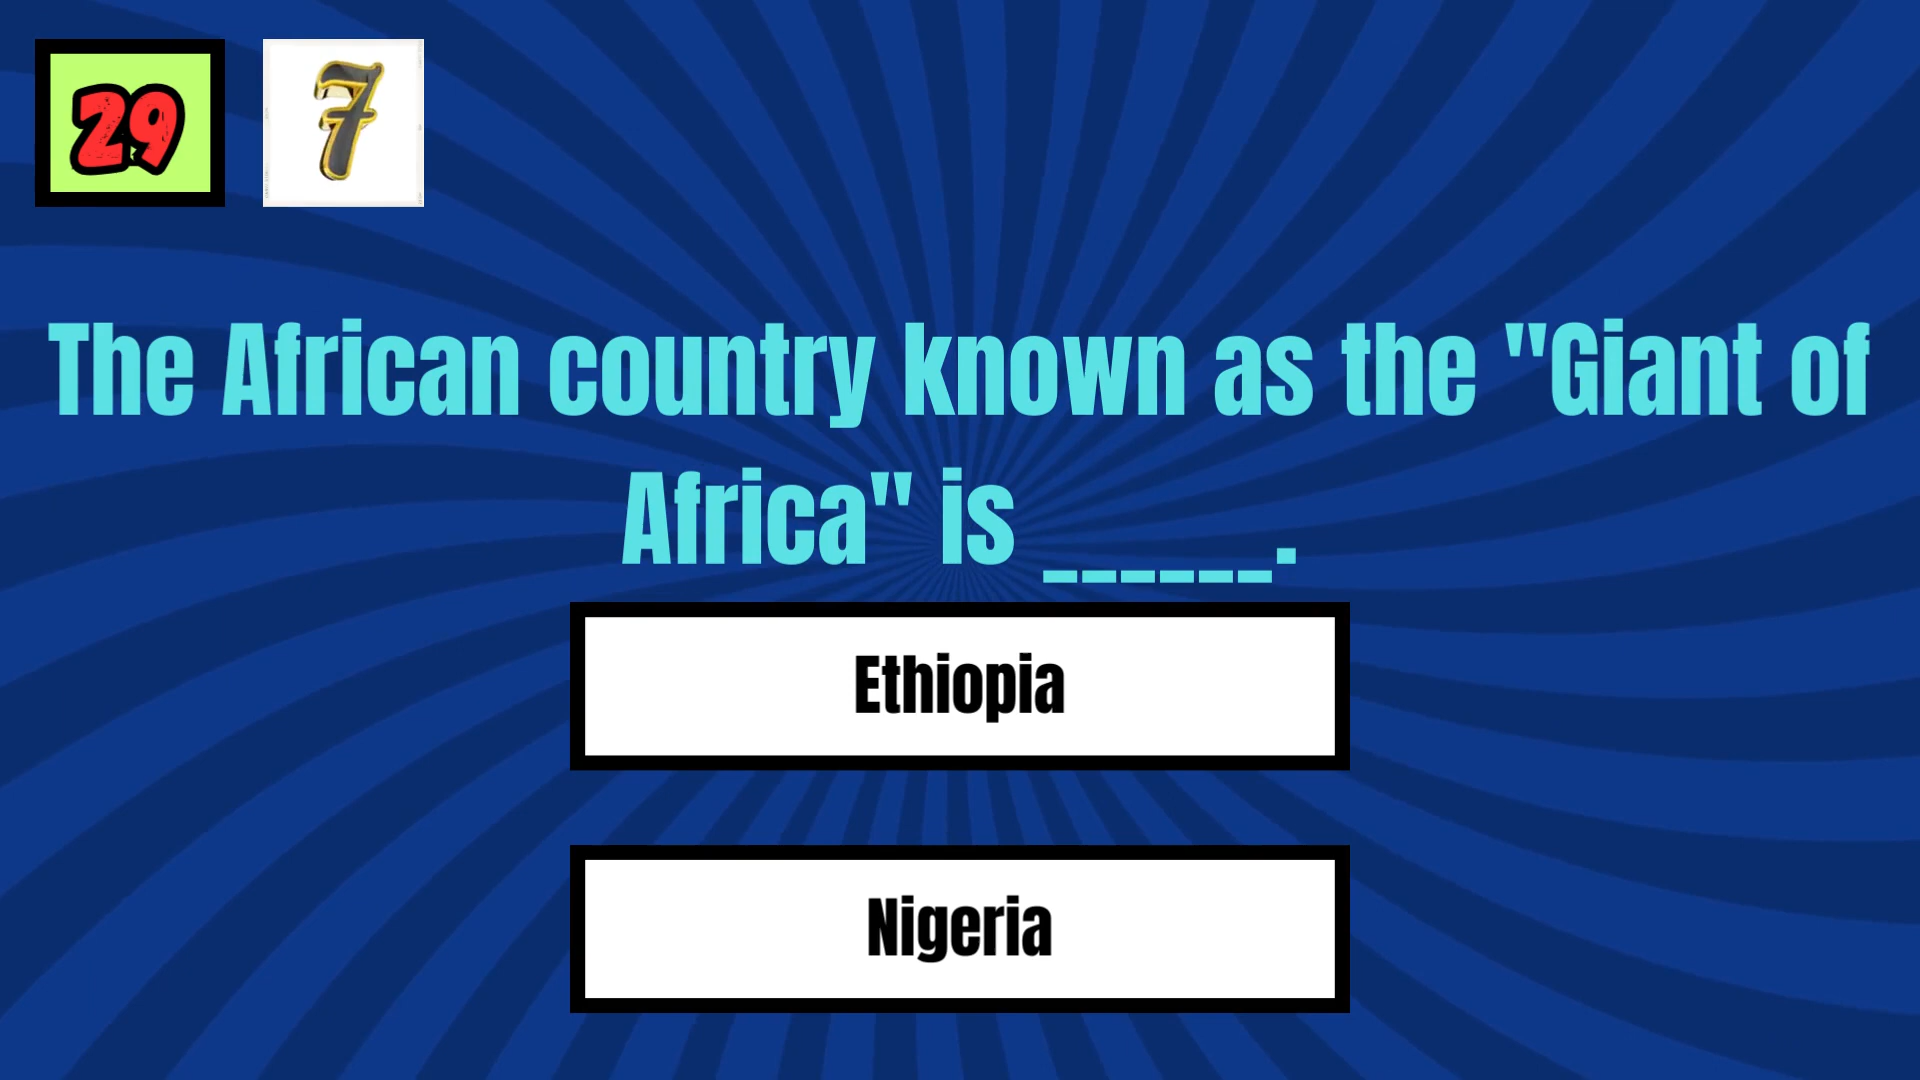 29
7
The African country known as the "Giant of
Africa" is ______.
Ethiopia
Nigeria